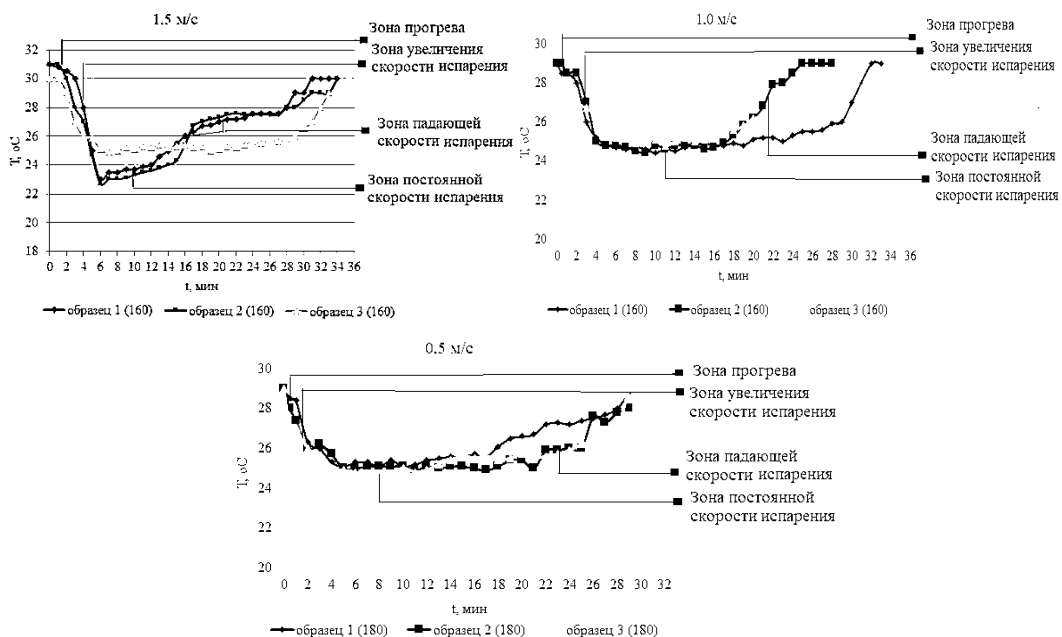 1.5 м/с
Зона прогрева
Зона увеличения
скорости испарения
Зона падающей
скорости испарения
Зона постоянной
скорости испарения
T, oC
32
30
28
26
24
22
20
18
0 2 4 6 8 10 12 14 16 18 20 22 24 26 28 30 32 34 36
t, мин
образец 1 (160) образец 2 (160) образец 3 (160)
1.0 м/с
Зона прогрева
Зона увеличения
скорости испарения
Зона падающей
скорости испарения
Зона постоянной
скорости испарения
T, oC
30
28
26
24
22
20
0 2 4 6 8 10 12 14 16 18 20 22 24 26 28 30 32 34 36
t, мин
образец 1 (160) образец 2 (160) образец 3 (160)
0.5 м/с
Зона прогрева
Зона увеличения
скорости испарения
Зона падающей
скорости испарения
Зона постоянной
скорости испарения
T, oC
30
28
26
24
22
20
0 2 4 6 8 10 12 14 16 18 20 22 24 26 28 30 32
t, мин
образец 1 (180) образец 2 (180) образец 3 (180)